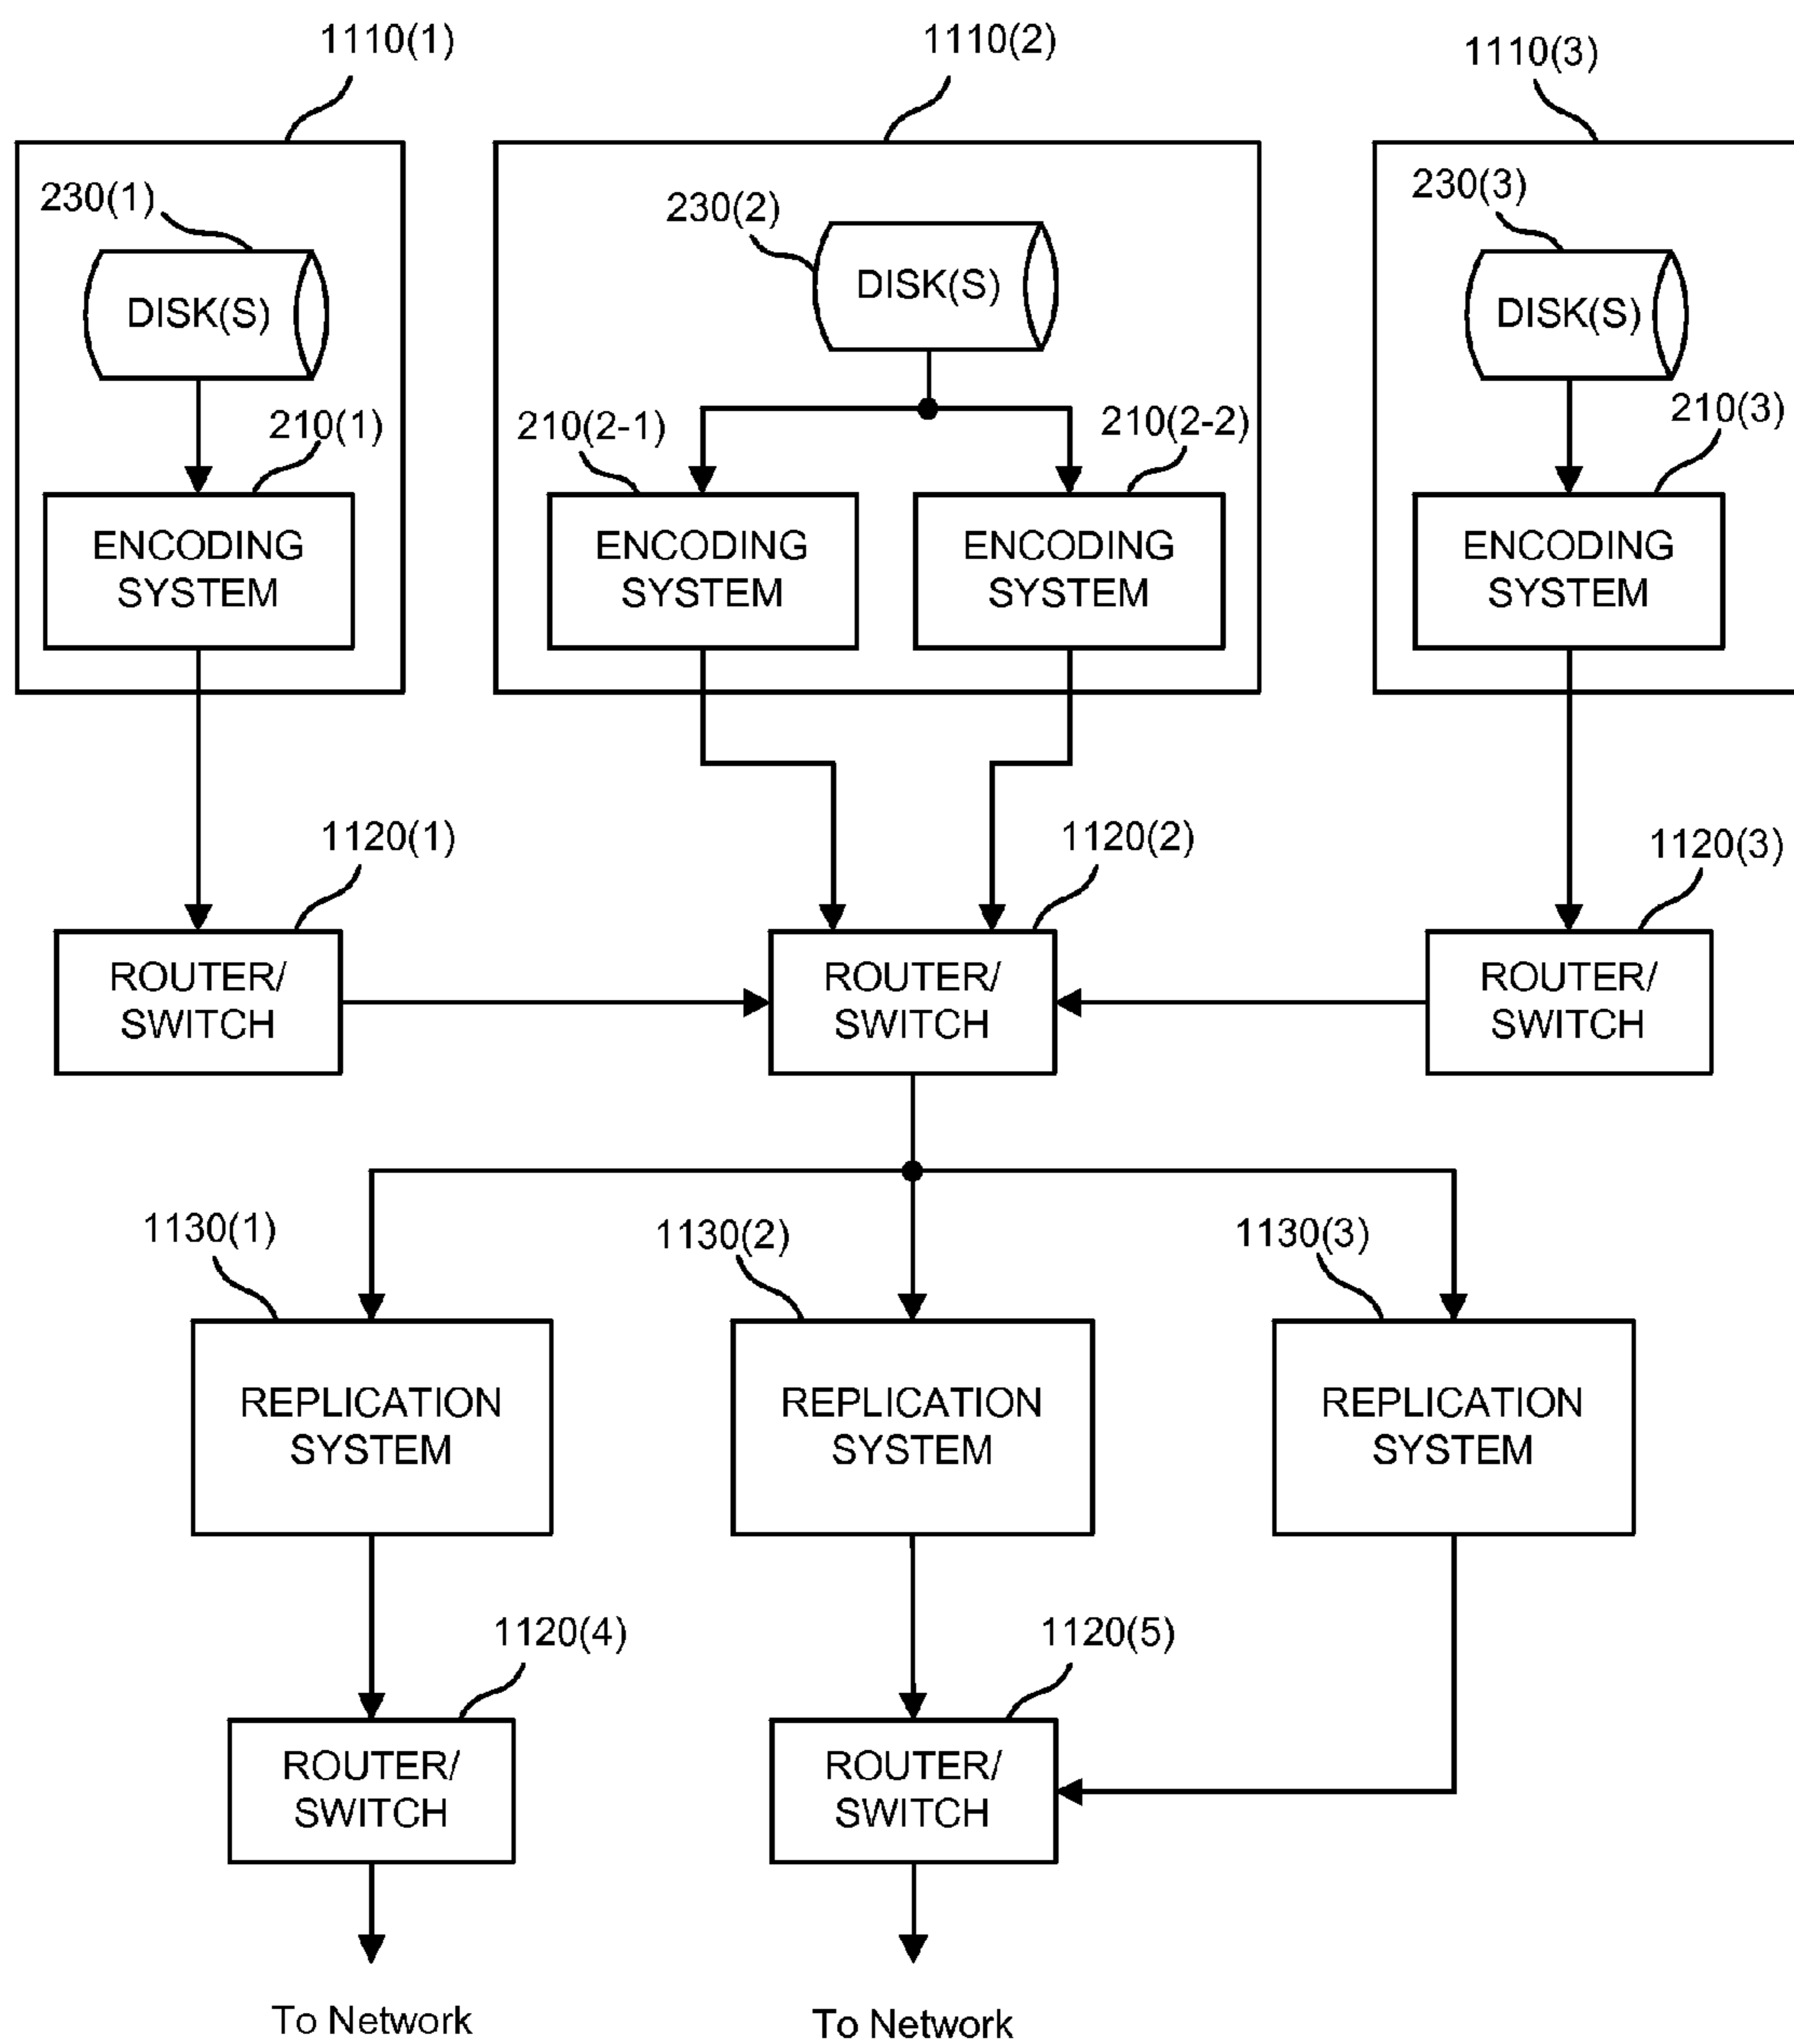 1110(1)
1110(2)
1110(3)
230(1)
230(2)
230(3)
DISK(S)
DISK(S)
DISK(S)
210(1)
210(2-1)
210(2-2)
210(3)
ENCODING
SYSTEM
ENCODING
SYSTEM
ENCODING
SYSTEM
ENCODING
SYSTEM
1120(1)
1120(2)
1120(3)
ROUTER/
SWITCH
ROUTER/
SWITCH
ROUTER/
SWITCH
1130(1)
1130(2)
1130(3)
REPLICATION
SYSTEM
REPLICATION
SYSTEM
REPLICATION
SYSTEM
1120(4)
1120(5)
ROUTER/
SWITCH
ROUTER/
SWITCH
To Network
To Network